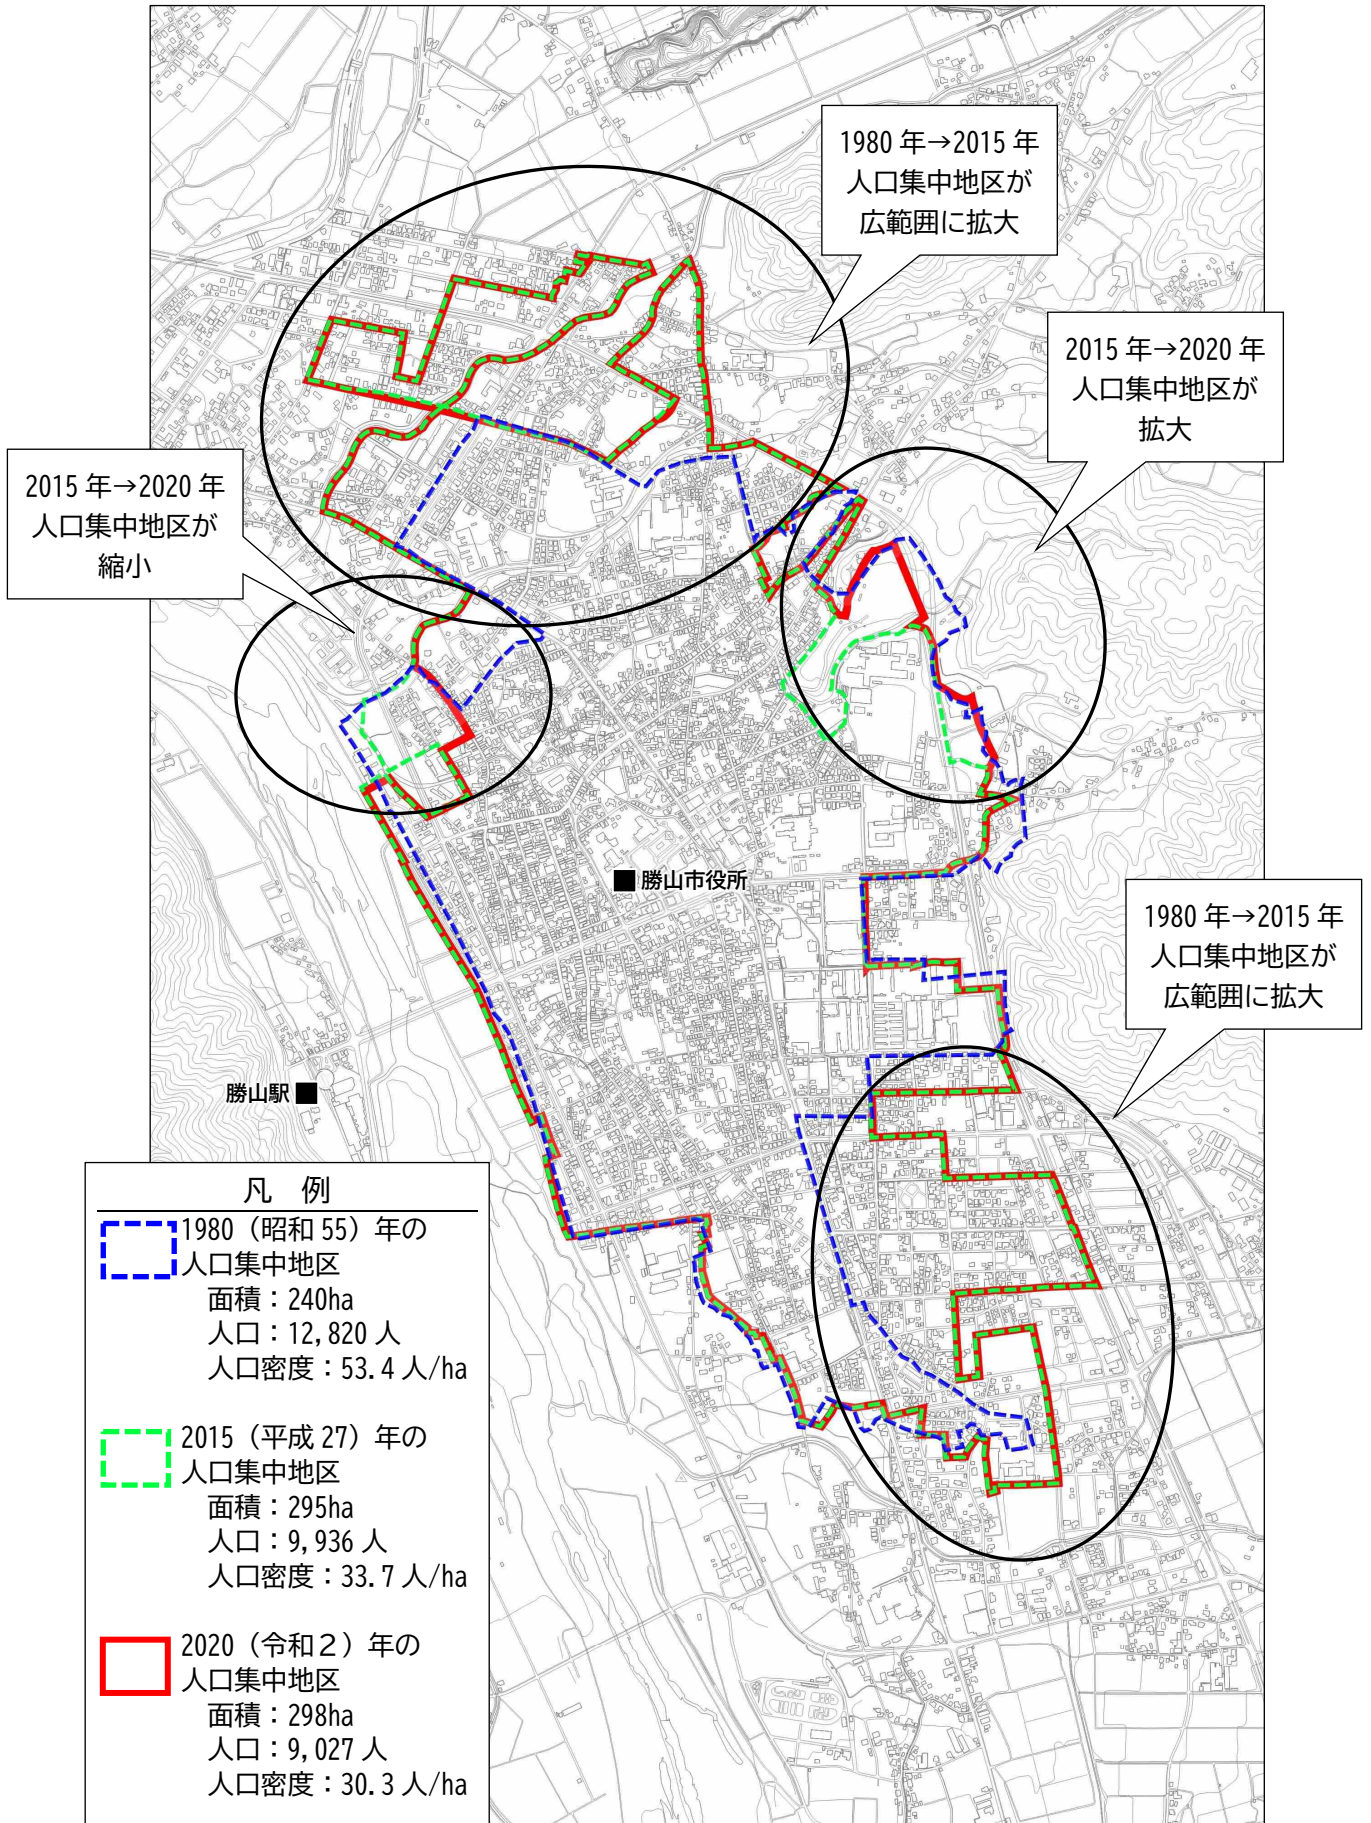 1980 年→2015 年
人口集中地区が
広範囲に拡大
2015 年→2020 年
人口集中地区が
拡大
2015 年→2020 年
人口集中地区が
縮小
■ 勝山市役所
1980 年→2015 年
人口集中地区が
広範囲に拡大
勝山駅 ■
凡 例
1980（昭和 55）年の
人口集中地区
面積：240ha
人口：12,820 人
人口密度：53.4 人/ha
2015（平成 27）年の
人口集中地区
面積：295ha
人口：9,936 人
人口密度：33.7 人/ha
2020（令和２）年の
人口集中地区
面積：298ha
人口：9,027 人
人口密度：30.3 人/ha